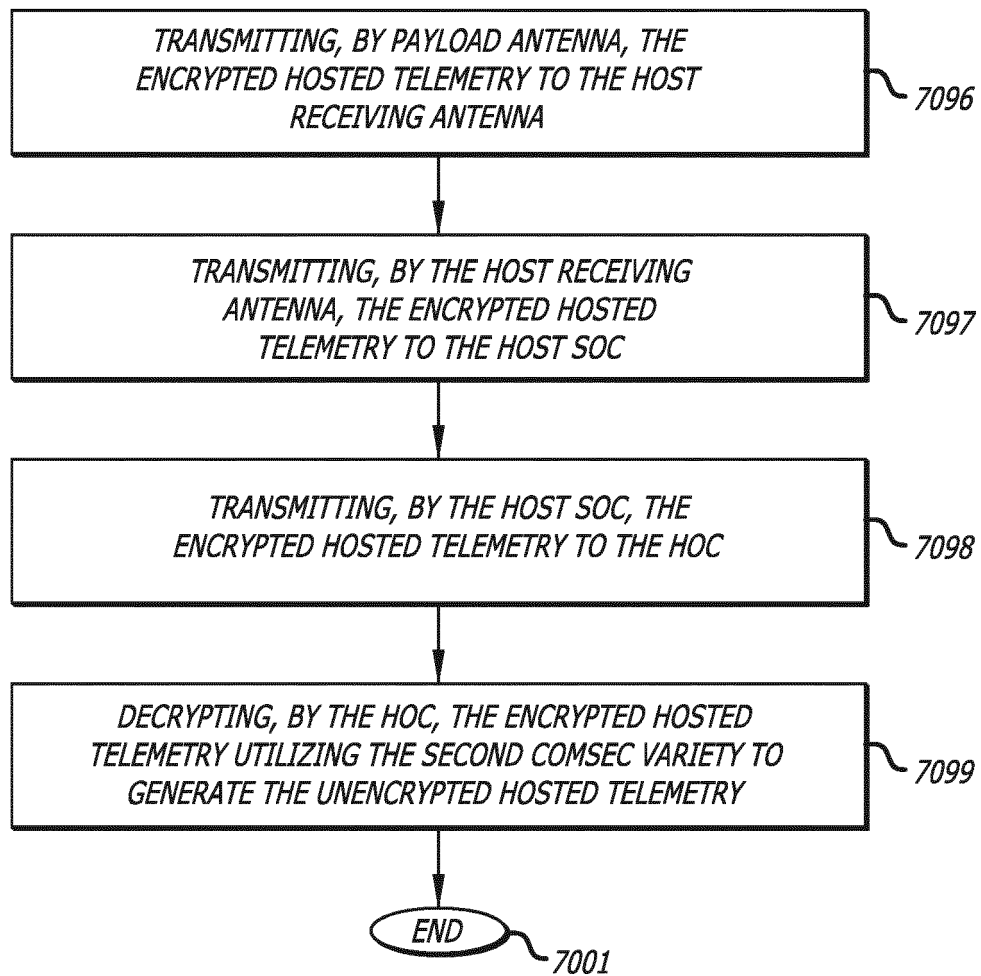 TRANSMITTING, BY PAYLOAD ANTENNA, THE
ENCRYPTED HOSTED TELEMETRY TO THE HOST
RECEIVING ANTENNA
7096
TRANSMITTING, BY THE HOST RECEIVING
ANTENNA, THE ENCRYPTED HOSTED
TELEMETRY TO THE HOST SOC
7097
TRANSMITTING, BY THE HOST SOC, THE
ENCRYPTED HOSTED TELEMETRY TO THE HOC
7098
DECRYPTING, BY THE HOC, THE ENCRYPTED HOSTED
TELEMETRY UTILIZING THE SECOND COMSEC VARIETY TO
GENERATE THE UNENCRYPTED HOSTED TELEMETRY
7099
END
7001